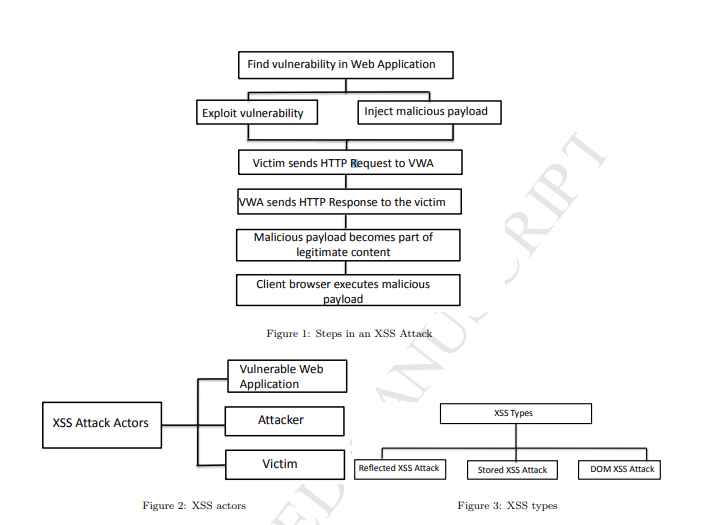 Find vulnerability in Web Application
Exploit vulnerability
Inject malicious payload
Victim sends HTTP Request to VWA
VWA sends HTTP Response to the victim
Malicious payload becomes part of
legitimate content
Client browser executes malicious
payload
Figure 1: Steps in an XSS Attack
XSS Attack Actors
Vulnerable Web
Application
Attacker
Victim
Figure 2: XSS actors
XSS Types
Reflected XSS Attack
Stored XSS Attack
DOM XSS Attack
Figure 3: XSS types